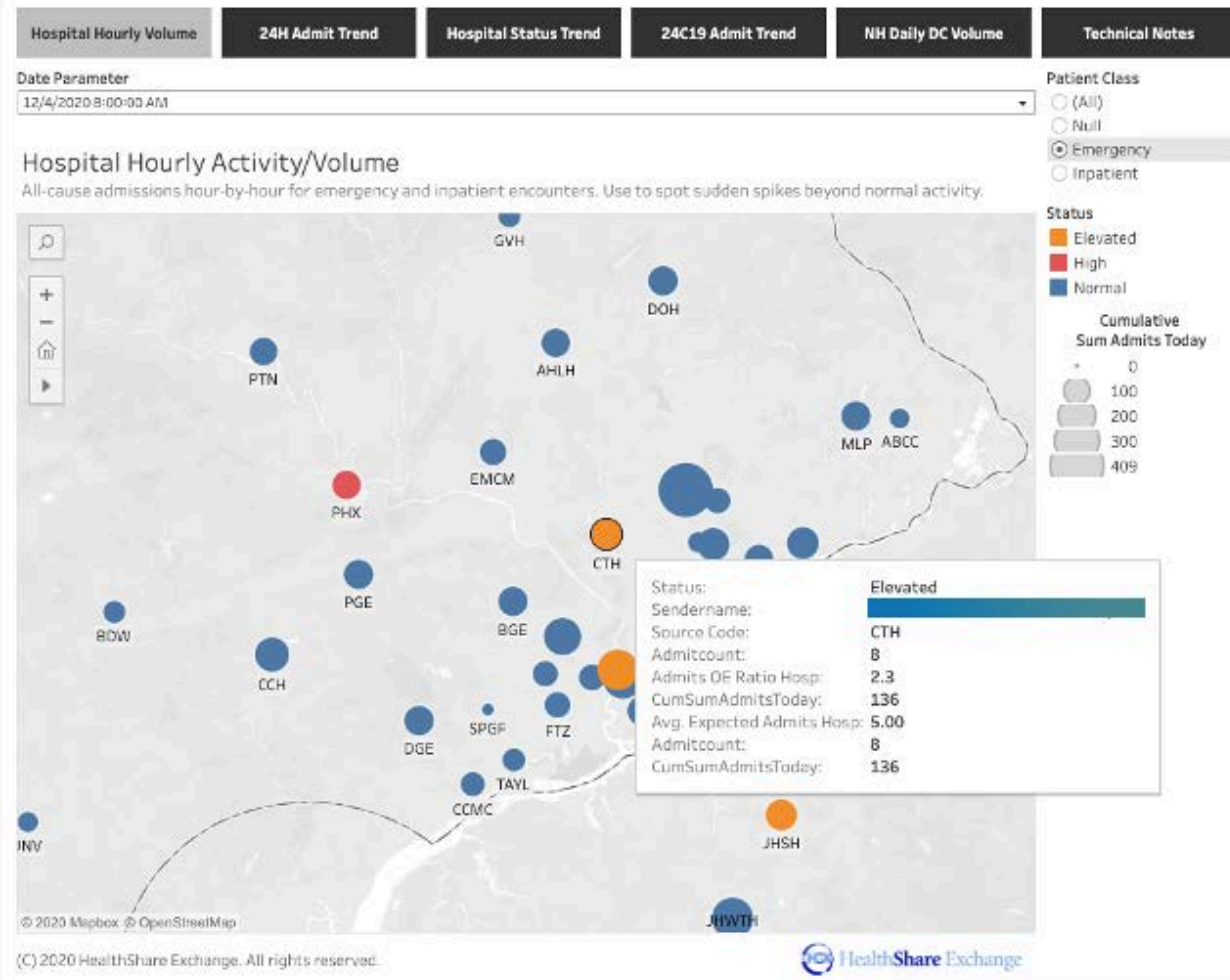 Hospital Hourly Volume
24H Admit Trend
Hospital Status Trend
24C19 Admit Trend
NH Daily DC Volume
Technical Notes
Date Parameter
12/4/2020 8:00:00 AM
Patient Class
(All)
Null
Emergency
Inpatient
Hospital Hourly Activity/Volume
All-cause admissions hour-by-hour for emergency and inpatient encounters. Use to spot sudden spikes beyond normal activity.
Status
Elevated
High
Normal
Cumulative
Sum Admits Today
0
100
200
300
409
GVH
DOH
PTN
AHLH
MLP
ABCC
EMCM
PHX
CTH
PGE
BGE
BDW
CCH
SPGF
FTZ
DGE
TAYL
CCMC
JNV
JHSH
JHWTH
Status: Elevated
Sendername:
Source Code: CTH
Admitcount: 8
Admits OE Ratio Hosp: 2.3
CumSumAdmitsToday: 136
Avg. Expected Admits Hosp: 5.00
Admitcount: 8
CumSumAdmitsToday: 136
© 2020 Mapbox © OpenStreetMap
(C) 2020 HealthShare Exchange. All rights reserved.
HealthShare Exchange